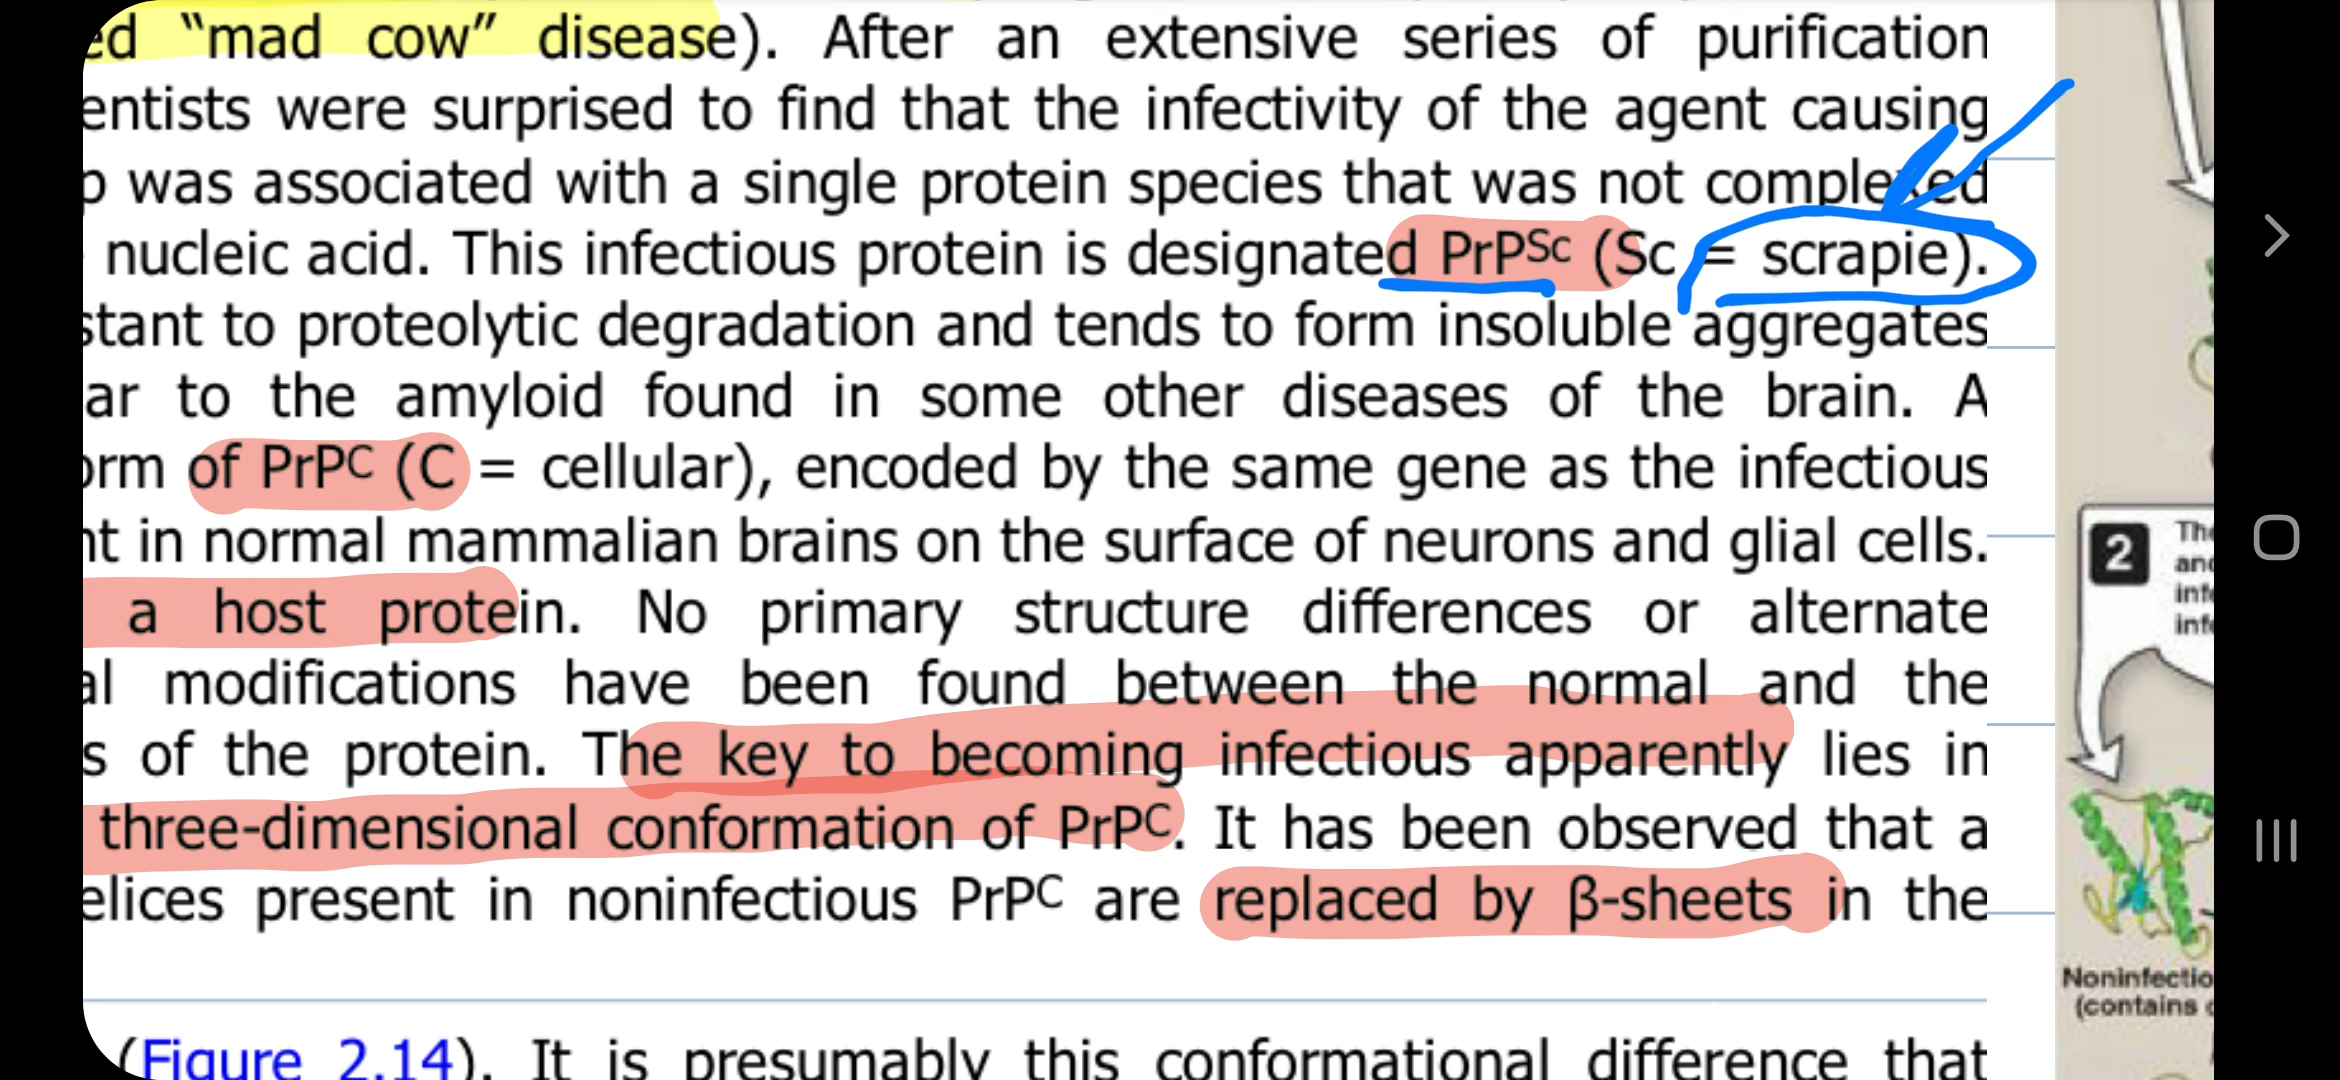 ed “mad cow” disease). After an extensive series of purification
entists were surprised to find that the infectivity of the agent causing
p was associated with a single protein species that was not complexed
nucleic acid. This infectious protein is designated PrPSc (Sc = scrapie).
stant to proteolytic degradation and tends to form insoluble aggregates
ar to the amyloid found in some other diseases of the brain. A
orm of PrPC (C = cellular), encoded by the same gene as the infectious
nt in normal mammalian brains on the surface of neurons and glial cells.
a host protein. No primary structure differences or alternate
al modifications have been found between the normal and the
s of the protein. The key to becoming infectious apparently lies in
three-dimensional conformation of PrPC. It has been observed that a
elices present in noninfectious PrPC are replaced by β-sheets in the
(Figure 2.14). It is presumably this conformational difference that
2
The
and
infe
infe
Noninfectio
(contains